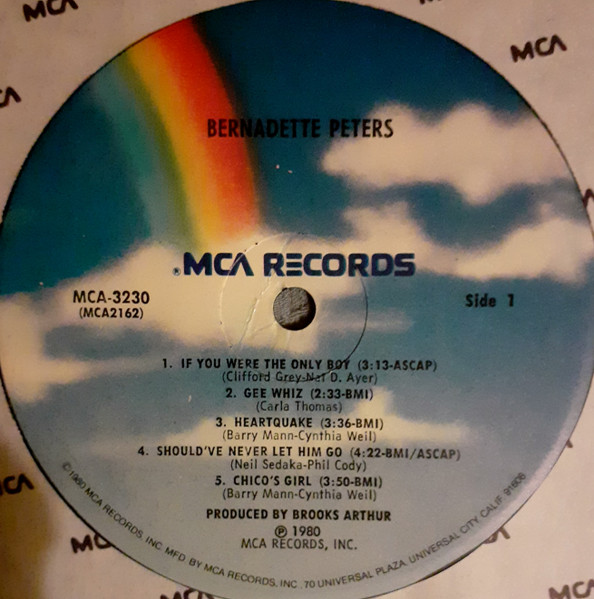 MCA
MCA
BERNADETTE PETERS
®MCA RECORDS
MCA-3230
(MCA2162)
Side 1
1. IF YOU WERE THE ONLY BOY (3:13-ASCAP)
(Clifford Grey-Nat D. Ayer)
2. GEE WHIZ (2:33-BMI)
(Carla Thomas)
3. HEARTQUAKE (3:36-BMI)
(Barry Mann-Cynthia Weil)
4. SHOULD'VE NEVER LET HIM GO (4:22-BMI/ASCAP)
(Neil Sedaka-Phil Cody)
5. CHICO'S GIRL (3:50-BMI)
(Barry Mann-Cynthia Weil)
PRODUCED BY BROOKS ARTHUR
℗ 1980
MCA RECORDS, INC.
©1980 MCA RECORDS, INC. MFD. BY MCA RECORDS, INC., 70 UNIVERSAL PLAZA, UNIVERSAL CITY, CALIF. 91608
MCA
MCA
MCA